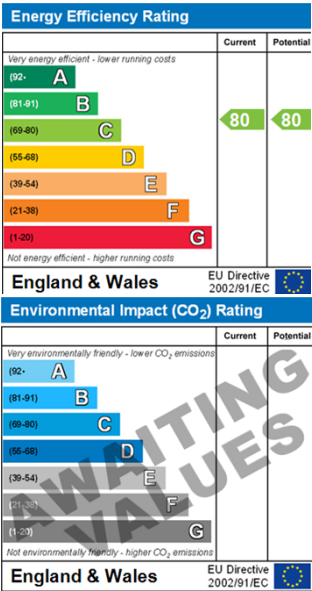 Energy Efficiency Rating
Current Potential
Very energy efficient - lower running costs
(92- A
(81-91) B
(69-80) C 80 80
(55-68) D
(39-54) E
(21-38) F
(1-20) G
Not energy efficient - higher running costs
England & Wales EU Directive
2002/91/EC
Environmental Impact (CO2) Rating
Current Potential
Very environmentally friendly - lower CO2 emissions
(92- A
(81-91) B
(69-80) C
(55-68) D
(39-54) E
(21-38) F
(1-20) G
AWAITING
VALUES
Not environmentally friendly - higher CO2 emissions
England & Wales EU Directive
2002/91/EC